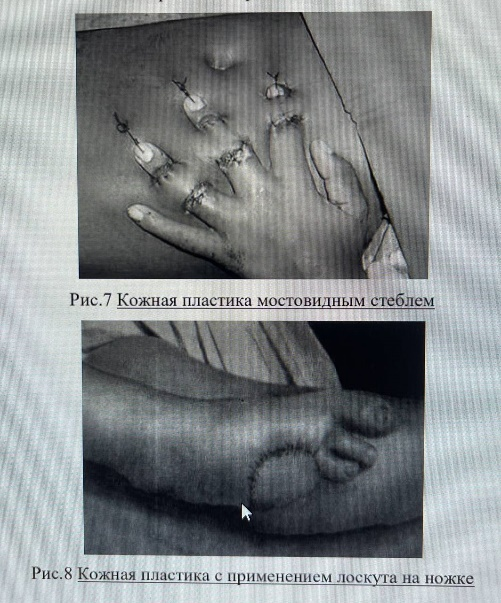 Рис.7 Кожная пластика мостовидным стеблем
Рис.8 Кожная пластика с применением лоскута на ножке